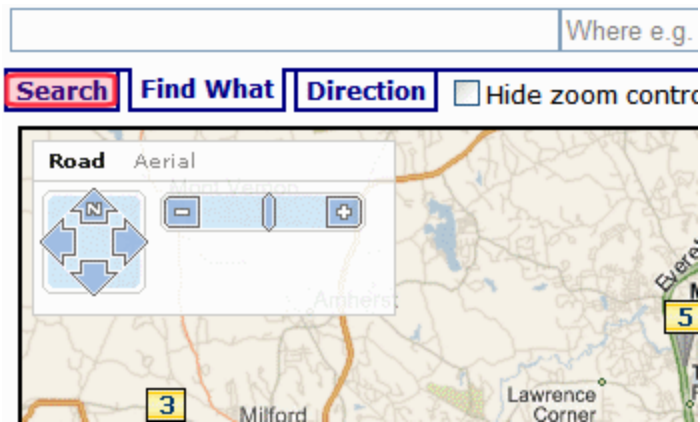 Where e.g.
Search Find What Direction Hide zoom contro
Road Aerial
Mont Vernon
N
Amherst
5
3
Milford
Lawrence
Corner